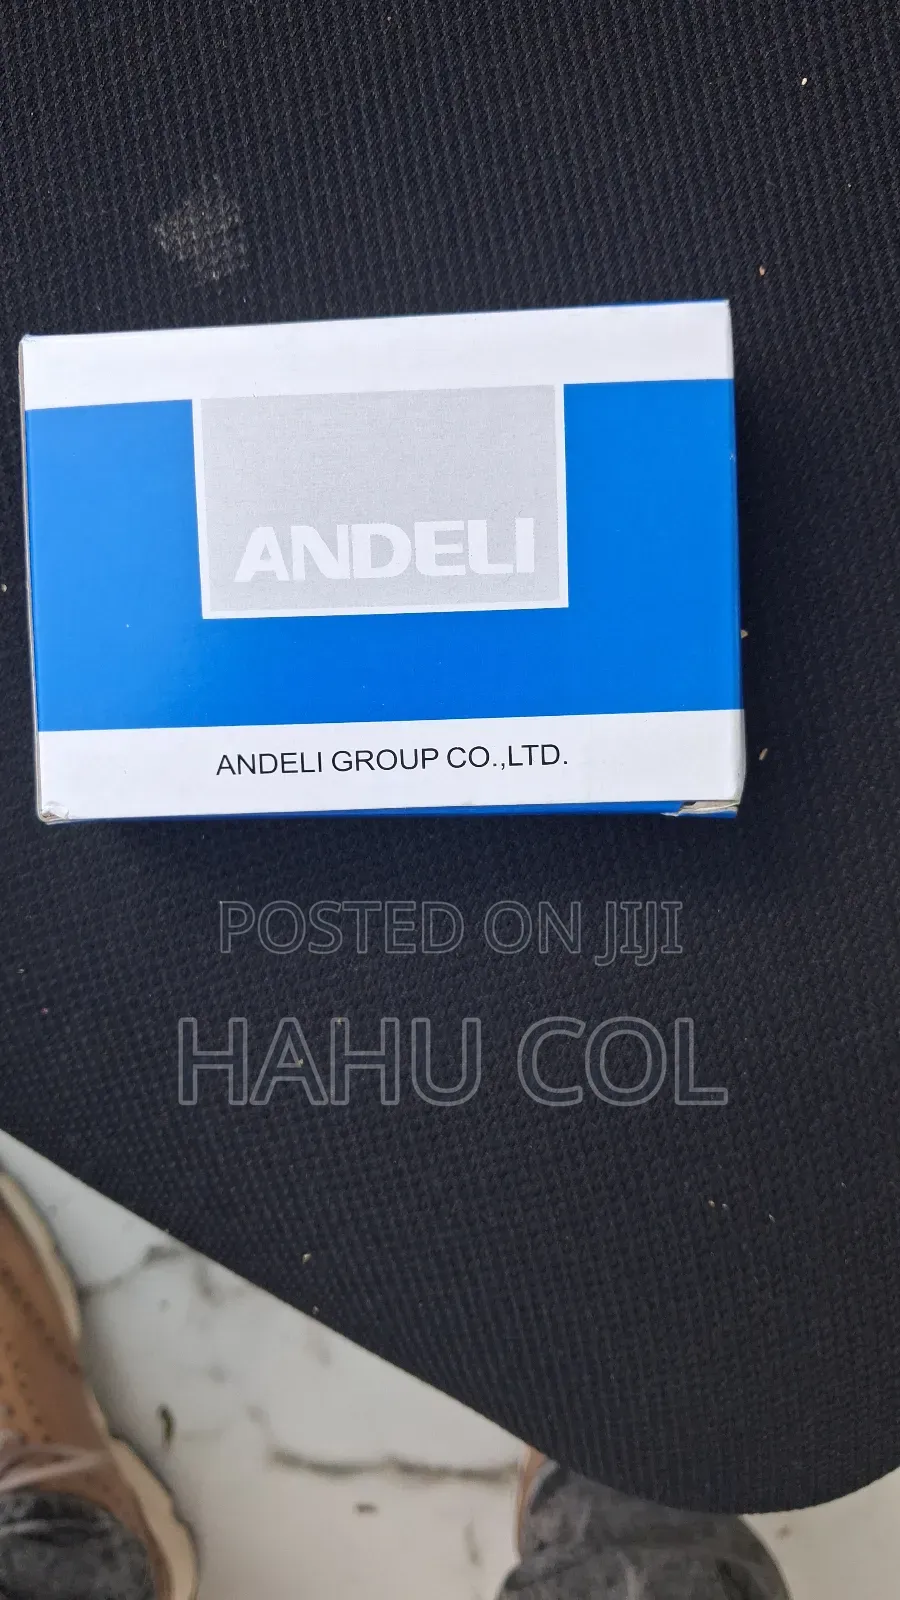 ANDELI
ANDELI GROUP CO.,LTD.
POSTED ON JIJI
HAHU COL